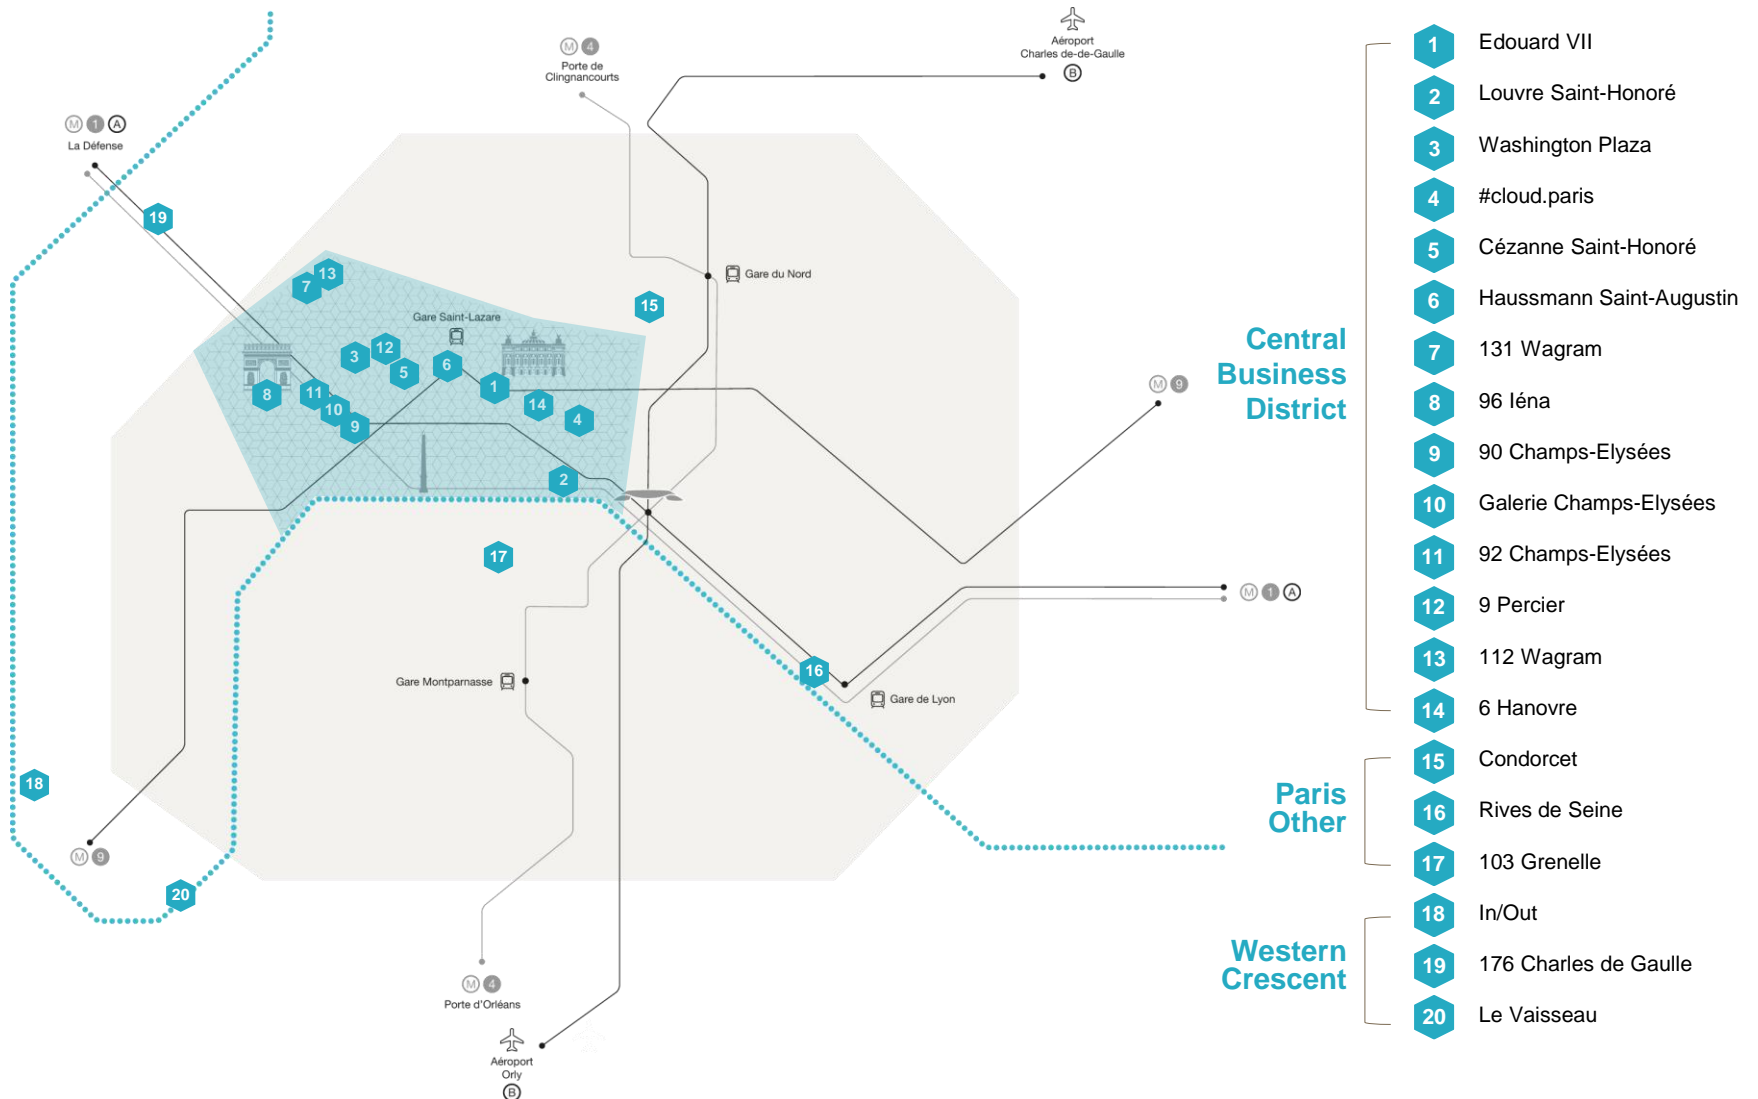 Aéroport
Charles de-de-Gaulle
B
M 4
Porte de
Clingnancourts
M 1 A
La Défense
19
13
7
Gare du Nord
15
Gare Saint-Lazare
12
3
6
5
1
8
11
10
14
9
4
M 9
2
17
M 1 A
16
Gare Montparnasse
Gare de Lyon
18
M 9
20
M 4
Porte d'Orléans
Aéroport
Orly
B
Central
Business
District
1 Edouard VII
2 Louvre Saint-Honoré
3 Washington Plaza
4 #cloud.paris
5 Cézanne Saint-Honoré
6 Haussmann Saint-Augustin
7 131 Wagram
8 96 Iéna
9 90 Champs-Elysées
10 Galerie Champs-Elysées
11 92 Champs-Elysées
12 9 Percier
13 112 Wagram
14 6 Hanovre
Paris
Other
15 Condorcet
16 Rives de Seine
17 103 Grenelle
Western
Crescent
18 In/Out
19 176 Charles de Gaulle
20 Le Vaisseau